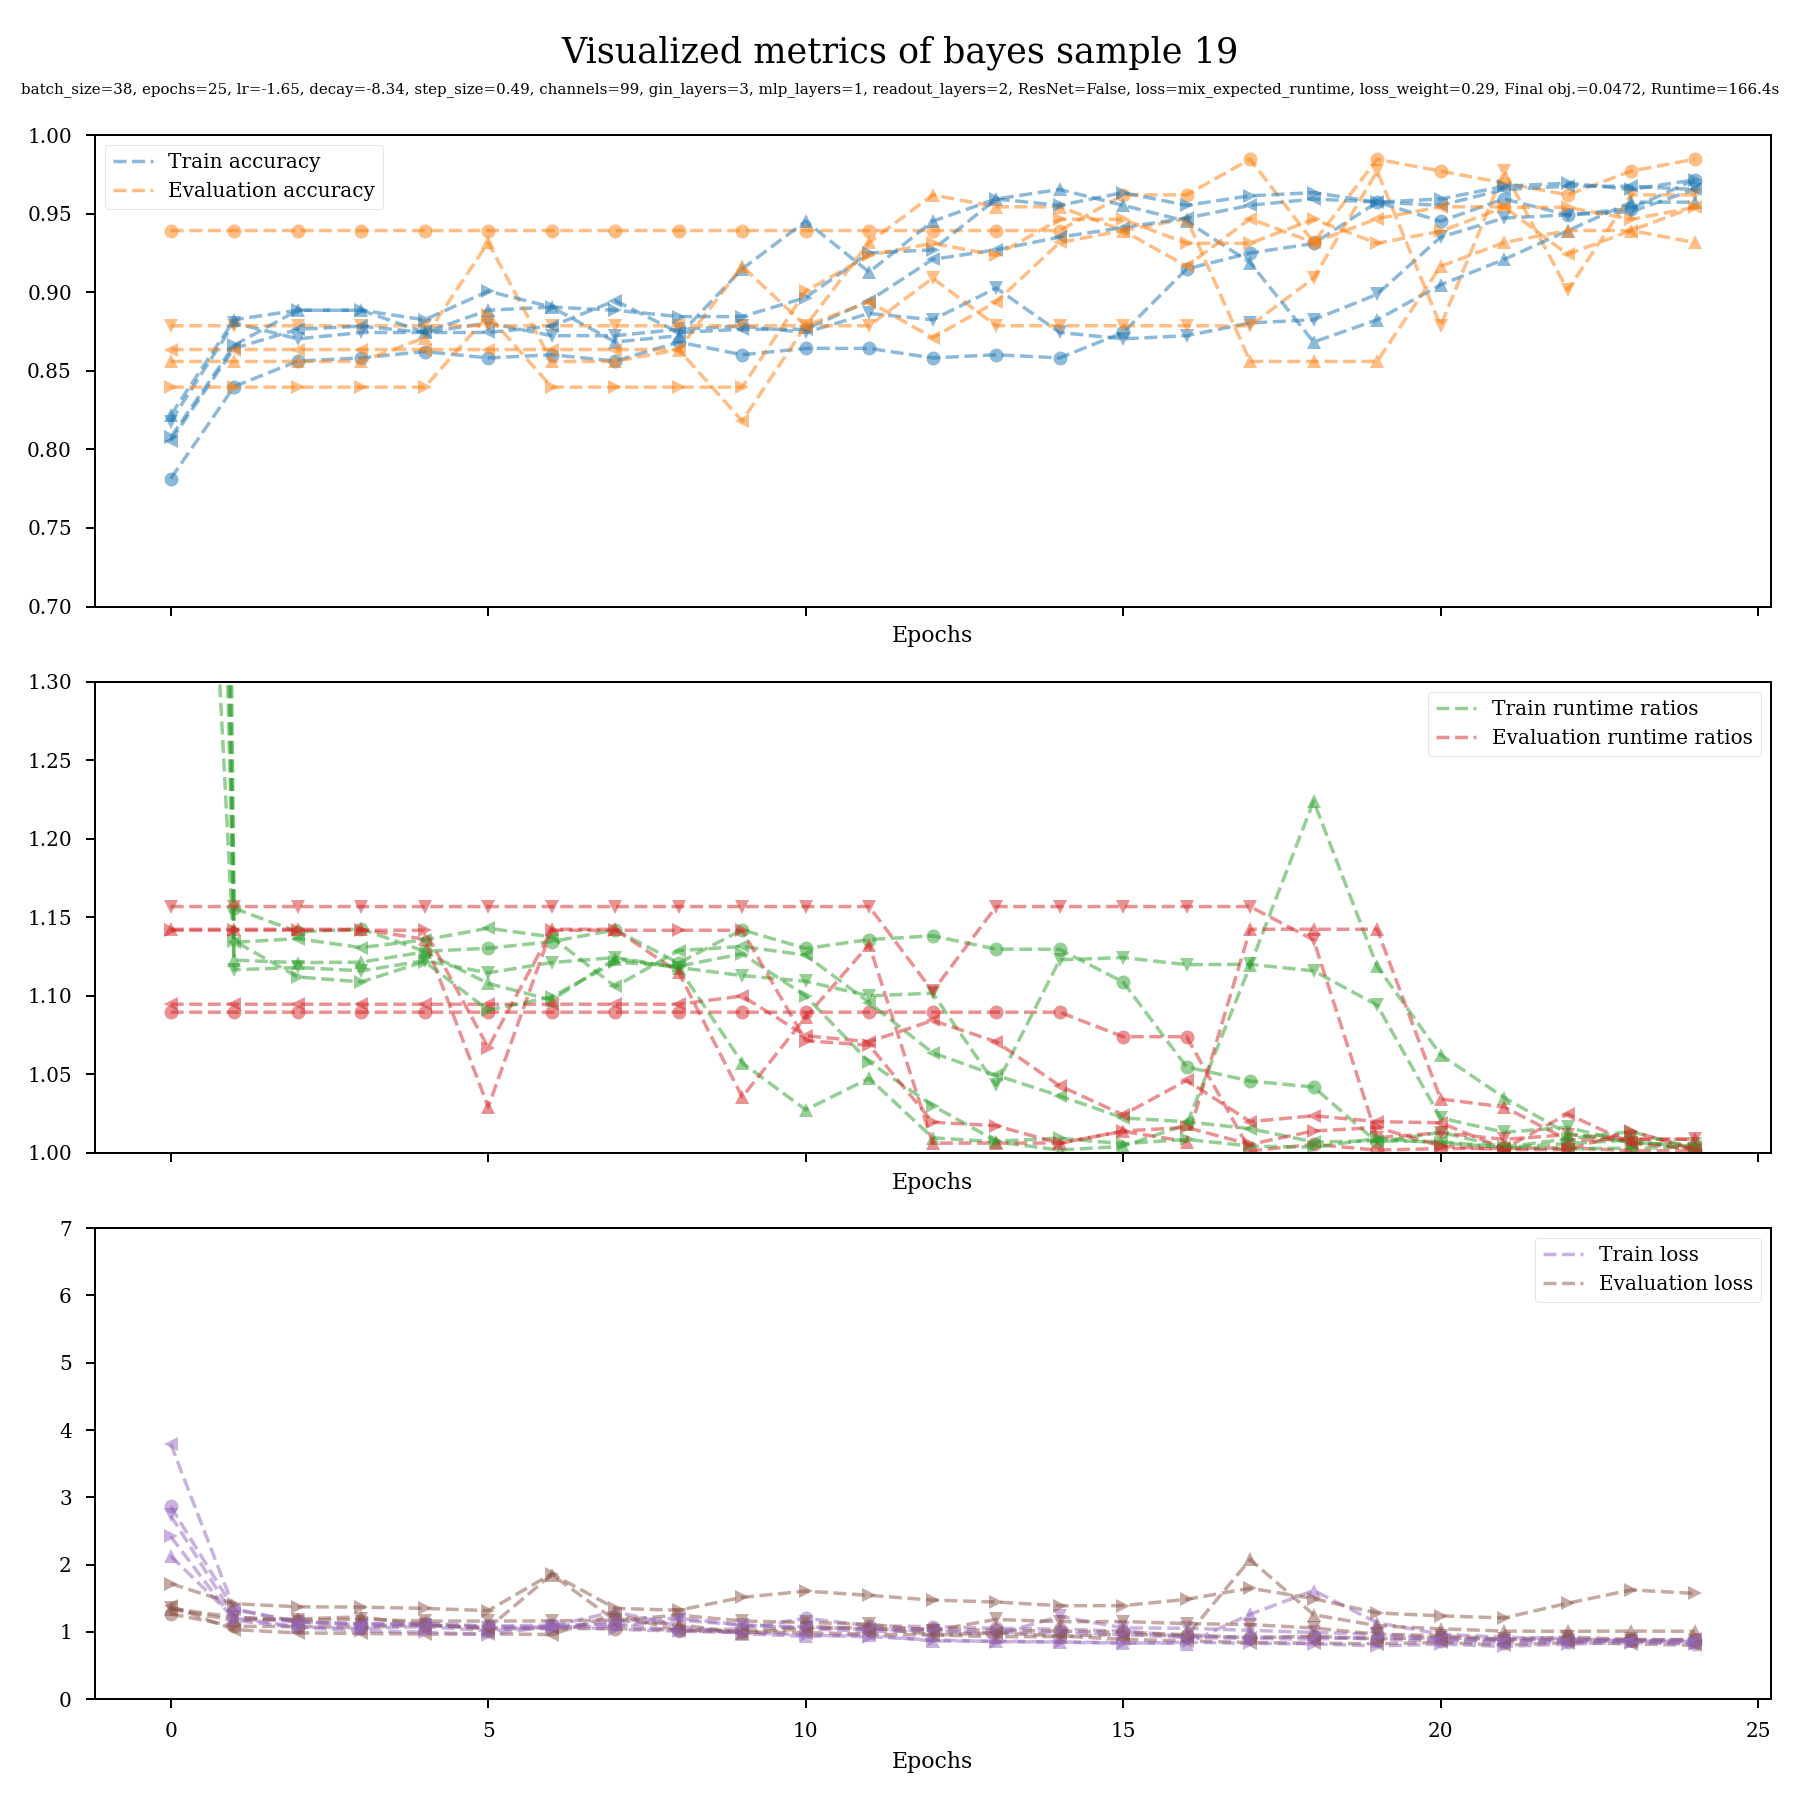 Visualized metrics of bayes sample 19
batch_size=38, epochs=25, lr=-1.65, decay=-8.34, step_size=0.49, channels=99, gin_layers=3, mlp_layers=1, readout_layers=2, ResNet=False, loss=mix_expected_runtime, loss_weight=0.29, Final obj.=0.0472, Runtime=166.4s
1.00
0.95
0.90
0.85
0.80
0.75
0.70
Train accuracy
Evaluation accuracy
Epochs
1.30
1.25
1.20
1.15
1.10
1.05
1.00
Train runtime ratios
Evaluation runtime ratios
Epochs
7
6
5
4
3
2
1
0
Train loss
Evaluation loss
0 5 10 15 20 25
Epochs